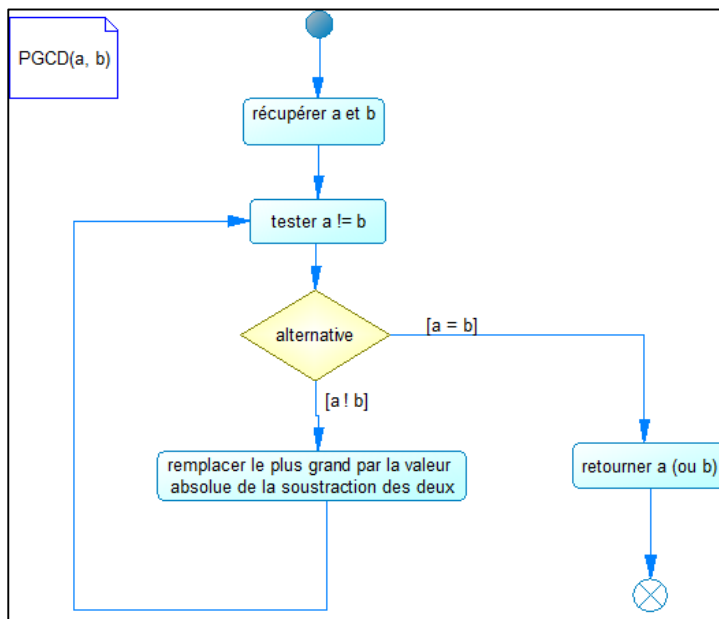 PGCD(a, b)
récupérer a et b
tester a != b
alternative
[a = b]
[a ! b]
remplacer le plus grand par la valeur
absolue de la soustraction des deux
retourner a (ou b)